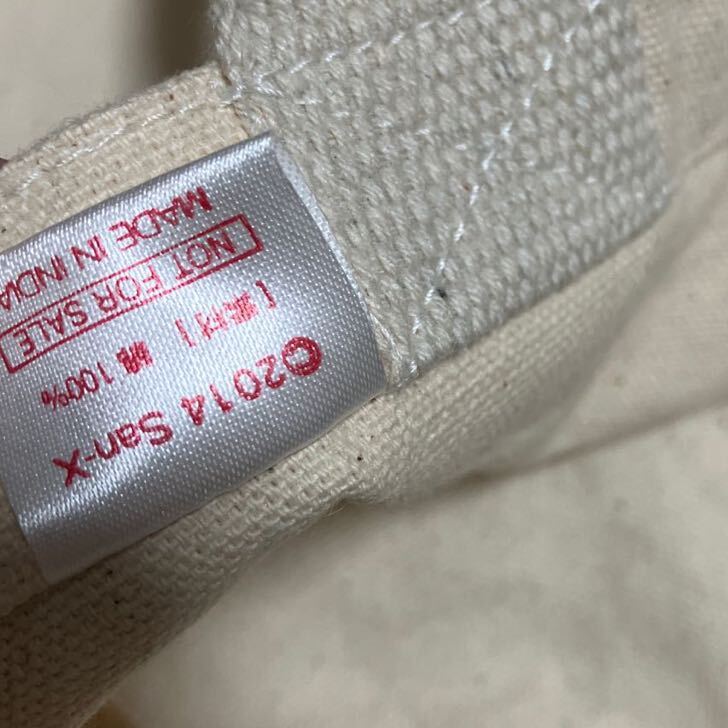 ©2014 San-X
[素材] 綿100%
NOT FOR SALE
MADE IN INDIA